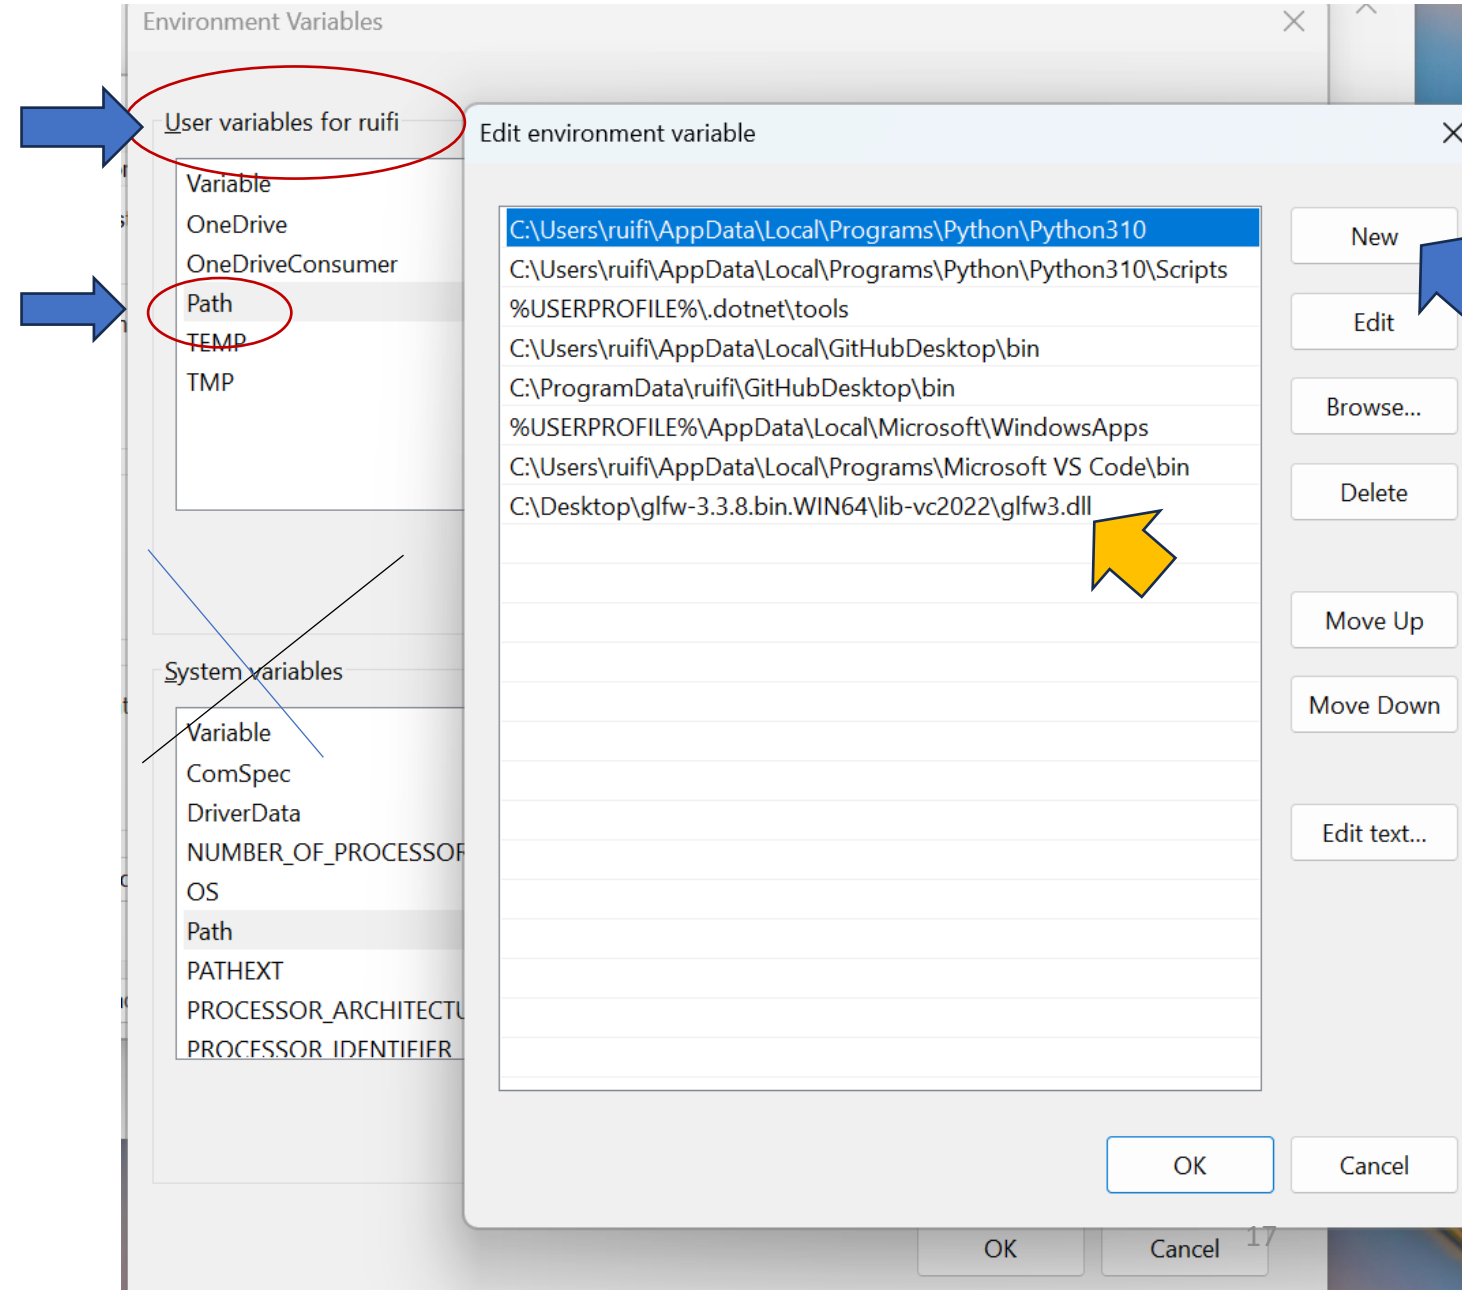 Environment Variables
User variables for ruifi
Variable
OneDrive
OneDriveConsumer
Path
TEMP
TMP
System variables
Variable
ComSpec
DriverData
NUMBER_OF_PROCESSOR
OS
Path
PATHEXT
PROCESSOR_ARCHITECTU
PROCESSOR_IDENTIFIER
Edit environment variable
C:\Users\ruifi\AppData\Local\Programs\Python\Python310
C:\Users\ruifi\AppData\Local\Programs\Python\Python310\Scripts
%USERPROFILE%\.dotnet\tools
C:\Users\ruifi\AppData\Local\GitHubDesktop\bin
C:\ProgramData\ruifi\GitHubDesktop\bin
%USERPROFILE%\AppData\Local\Microsoft\WindowsApps
C:\Users\ruifi\AppData\Local\Programs\Microsoft VS Code\bin
C:\Desktop\glfw-3.3.8.bin.WIN64\lib-vc2022\glfw3.dll
New
Edit
Browse...
Delete
Move Up
Move Down
Edit text...
OK
Cancel
OK
Cancel
17